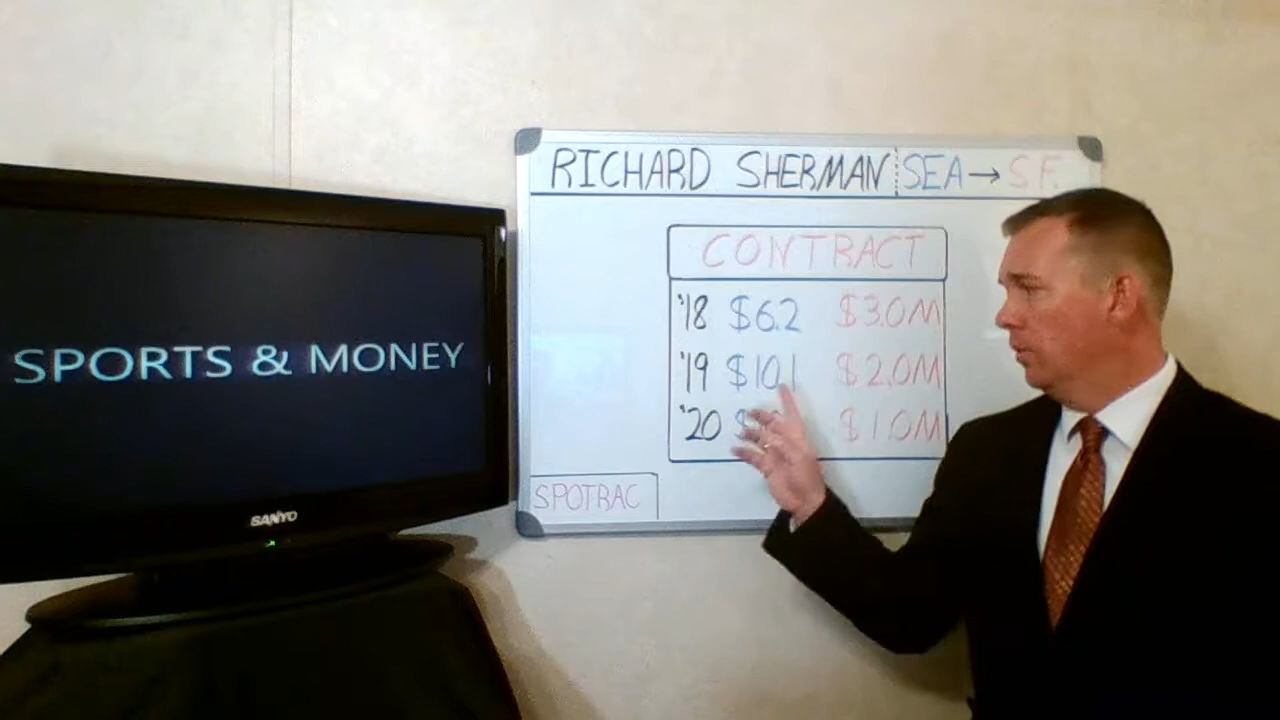 SPORTS & MONEY
SANYO
RICHARD SHERMAN SEA → S.F.
CONTRACT
'18 $6.2 $3.0M
'19 $10.1 $2.0M
'20 $1.0M
SPOTRAC